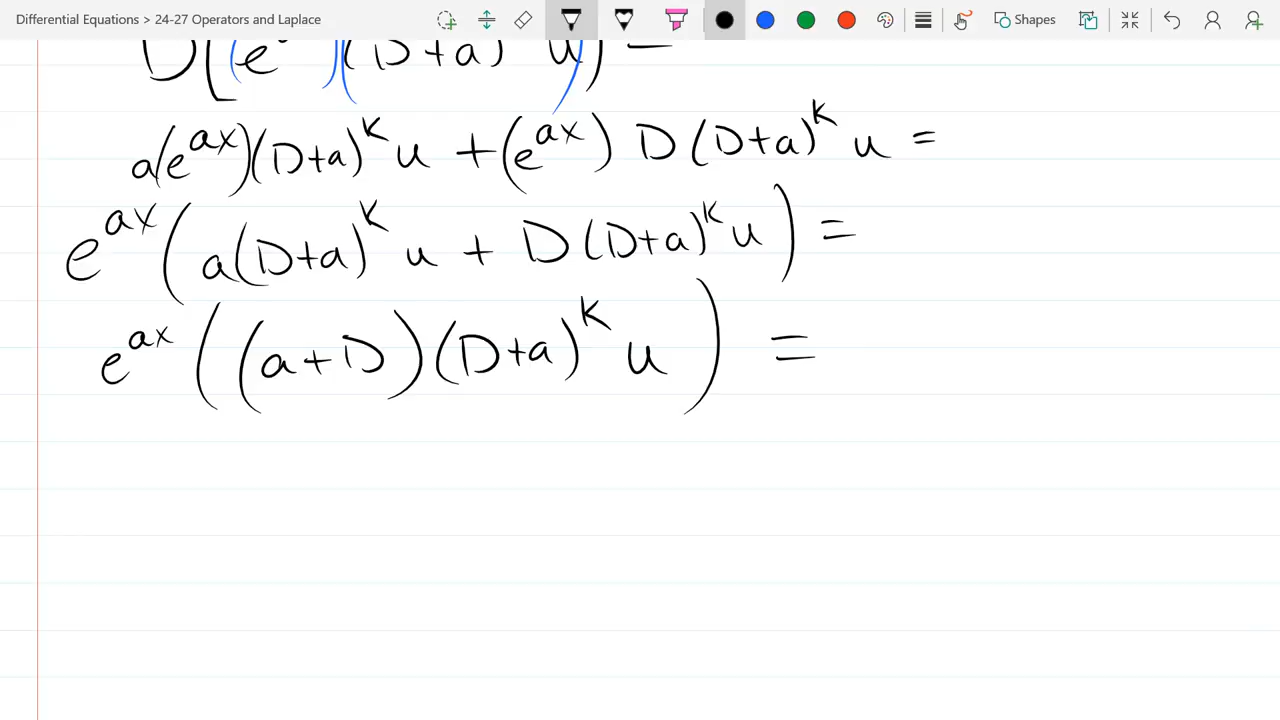 Differential Equations > 24-27 Operators and Laplace
Shapes
D[(e )((D+a) u)] =
a(e^{ax})(D+a)^k u + (e^{ax}) D(D+a)^k u =
e^{ax} ( a(D+a)^k u + D(D+a)^k u ) =
e^{ax} ( (a+D)(D+a)^k u ) =